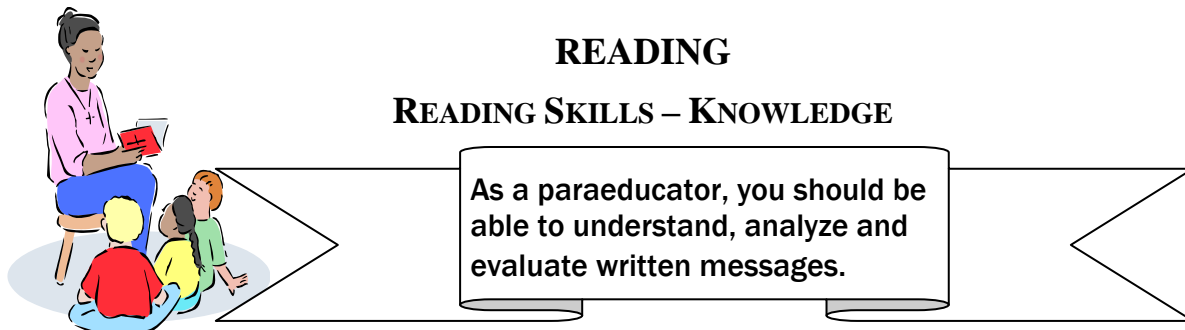 READING
READING SKILLS – KNOWLEDGE
As a paraeducator, you should be
able to understand, analyze and
evaluate written messages.